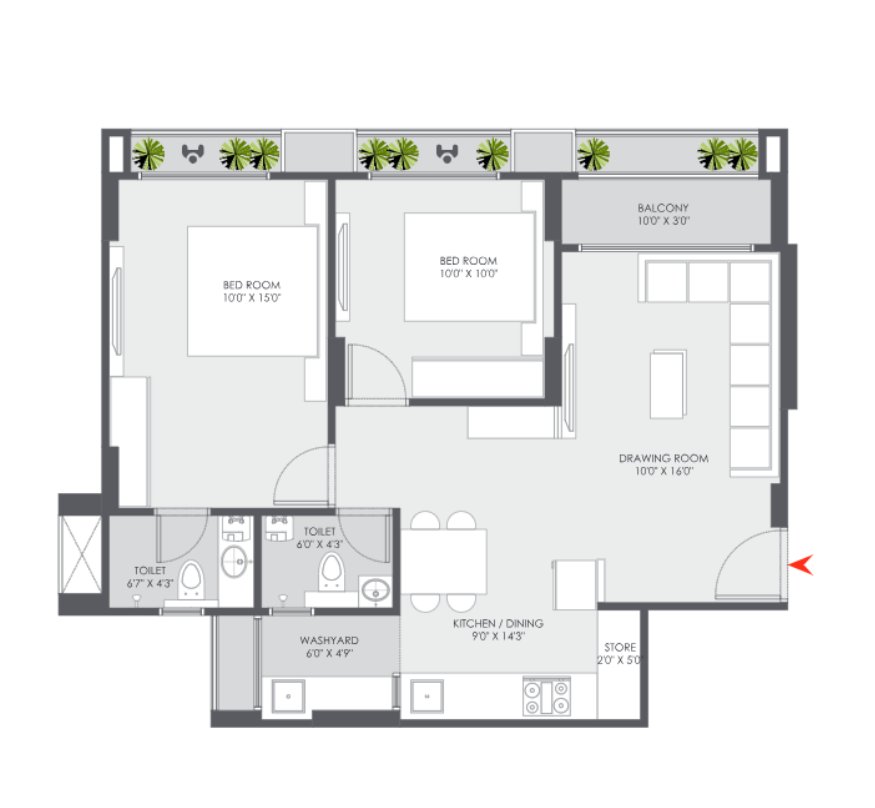 BALCONY
10'0" X 3'0"
BED ROOM
10'0" X 10'0"
BED ROOM
10'0" X 15'0"
DRAWING ROOM
10'0" X 16'0"
TOILET
6'0" X 4'3"
TOILET
6'7" X 4'3"
KITCHEN / DINING
9'0" X 14'3"
WASHYARD
6'0" X 4'9"
STORE
2'0" X 5'0